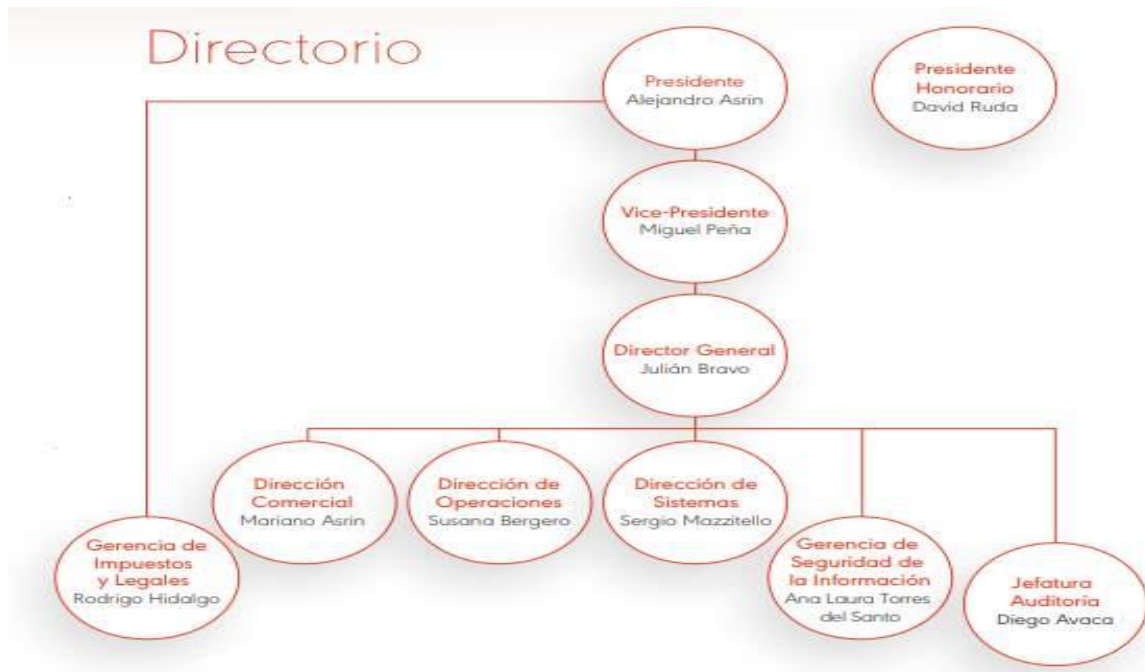 Directorio
Presidente
Alejandro Asrin
Presidente
Honorario
David Ruda
Vice-Presidente
Miguel Peña
Director General
Julián Bravo
Dirección
Comercial
Mariano Asrin
Dirección de
Operaciones
Susana Bergero
Dirección de
Sistemas
Sergio Mazzitello
Gerencia de
Impuestos
y Legales
Rodrigo Hidalgo
Gerencia de
Seguridad de
la Información
Ana Laura Torres
del Santo
Jefatura
Auditoría
Diego Avaca